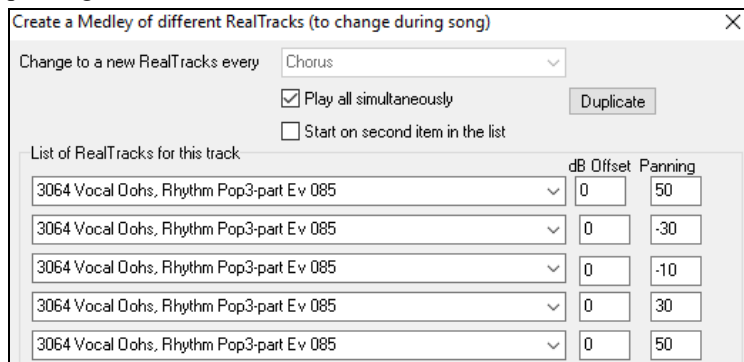 Create a Medley of different RealTracks (to change during song)
Change to a new RealTracks every Chorus
Play all simultaneously Duplicate
Start on second item in the list
List of RealTracks for this track
dB Offset Panning
3064 Vocal Oohs, Rhythm Pop3-part Ev 085 0 50
3064 Vocal Oohs, Rhythm Pop3-part Ev 085 0 -30
3064 Vocal Oohs, Rhythm Pop3-part Ev 085 0 -10
3064 Vocal Oohs, Rhythm Pop3-part Ev 085 0 30
3064 Vocal Oohs, Rhythm Pop3-part Ev 085 0 50